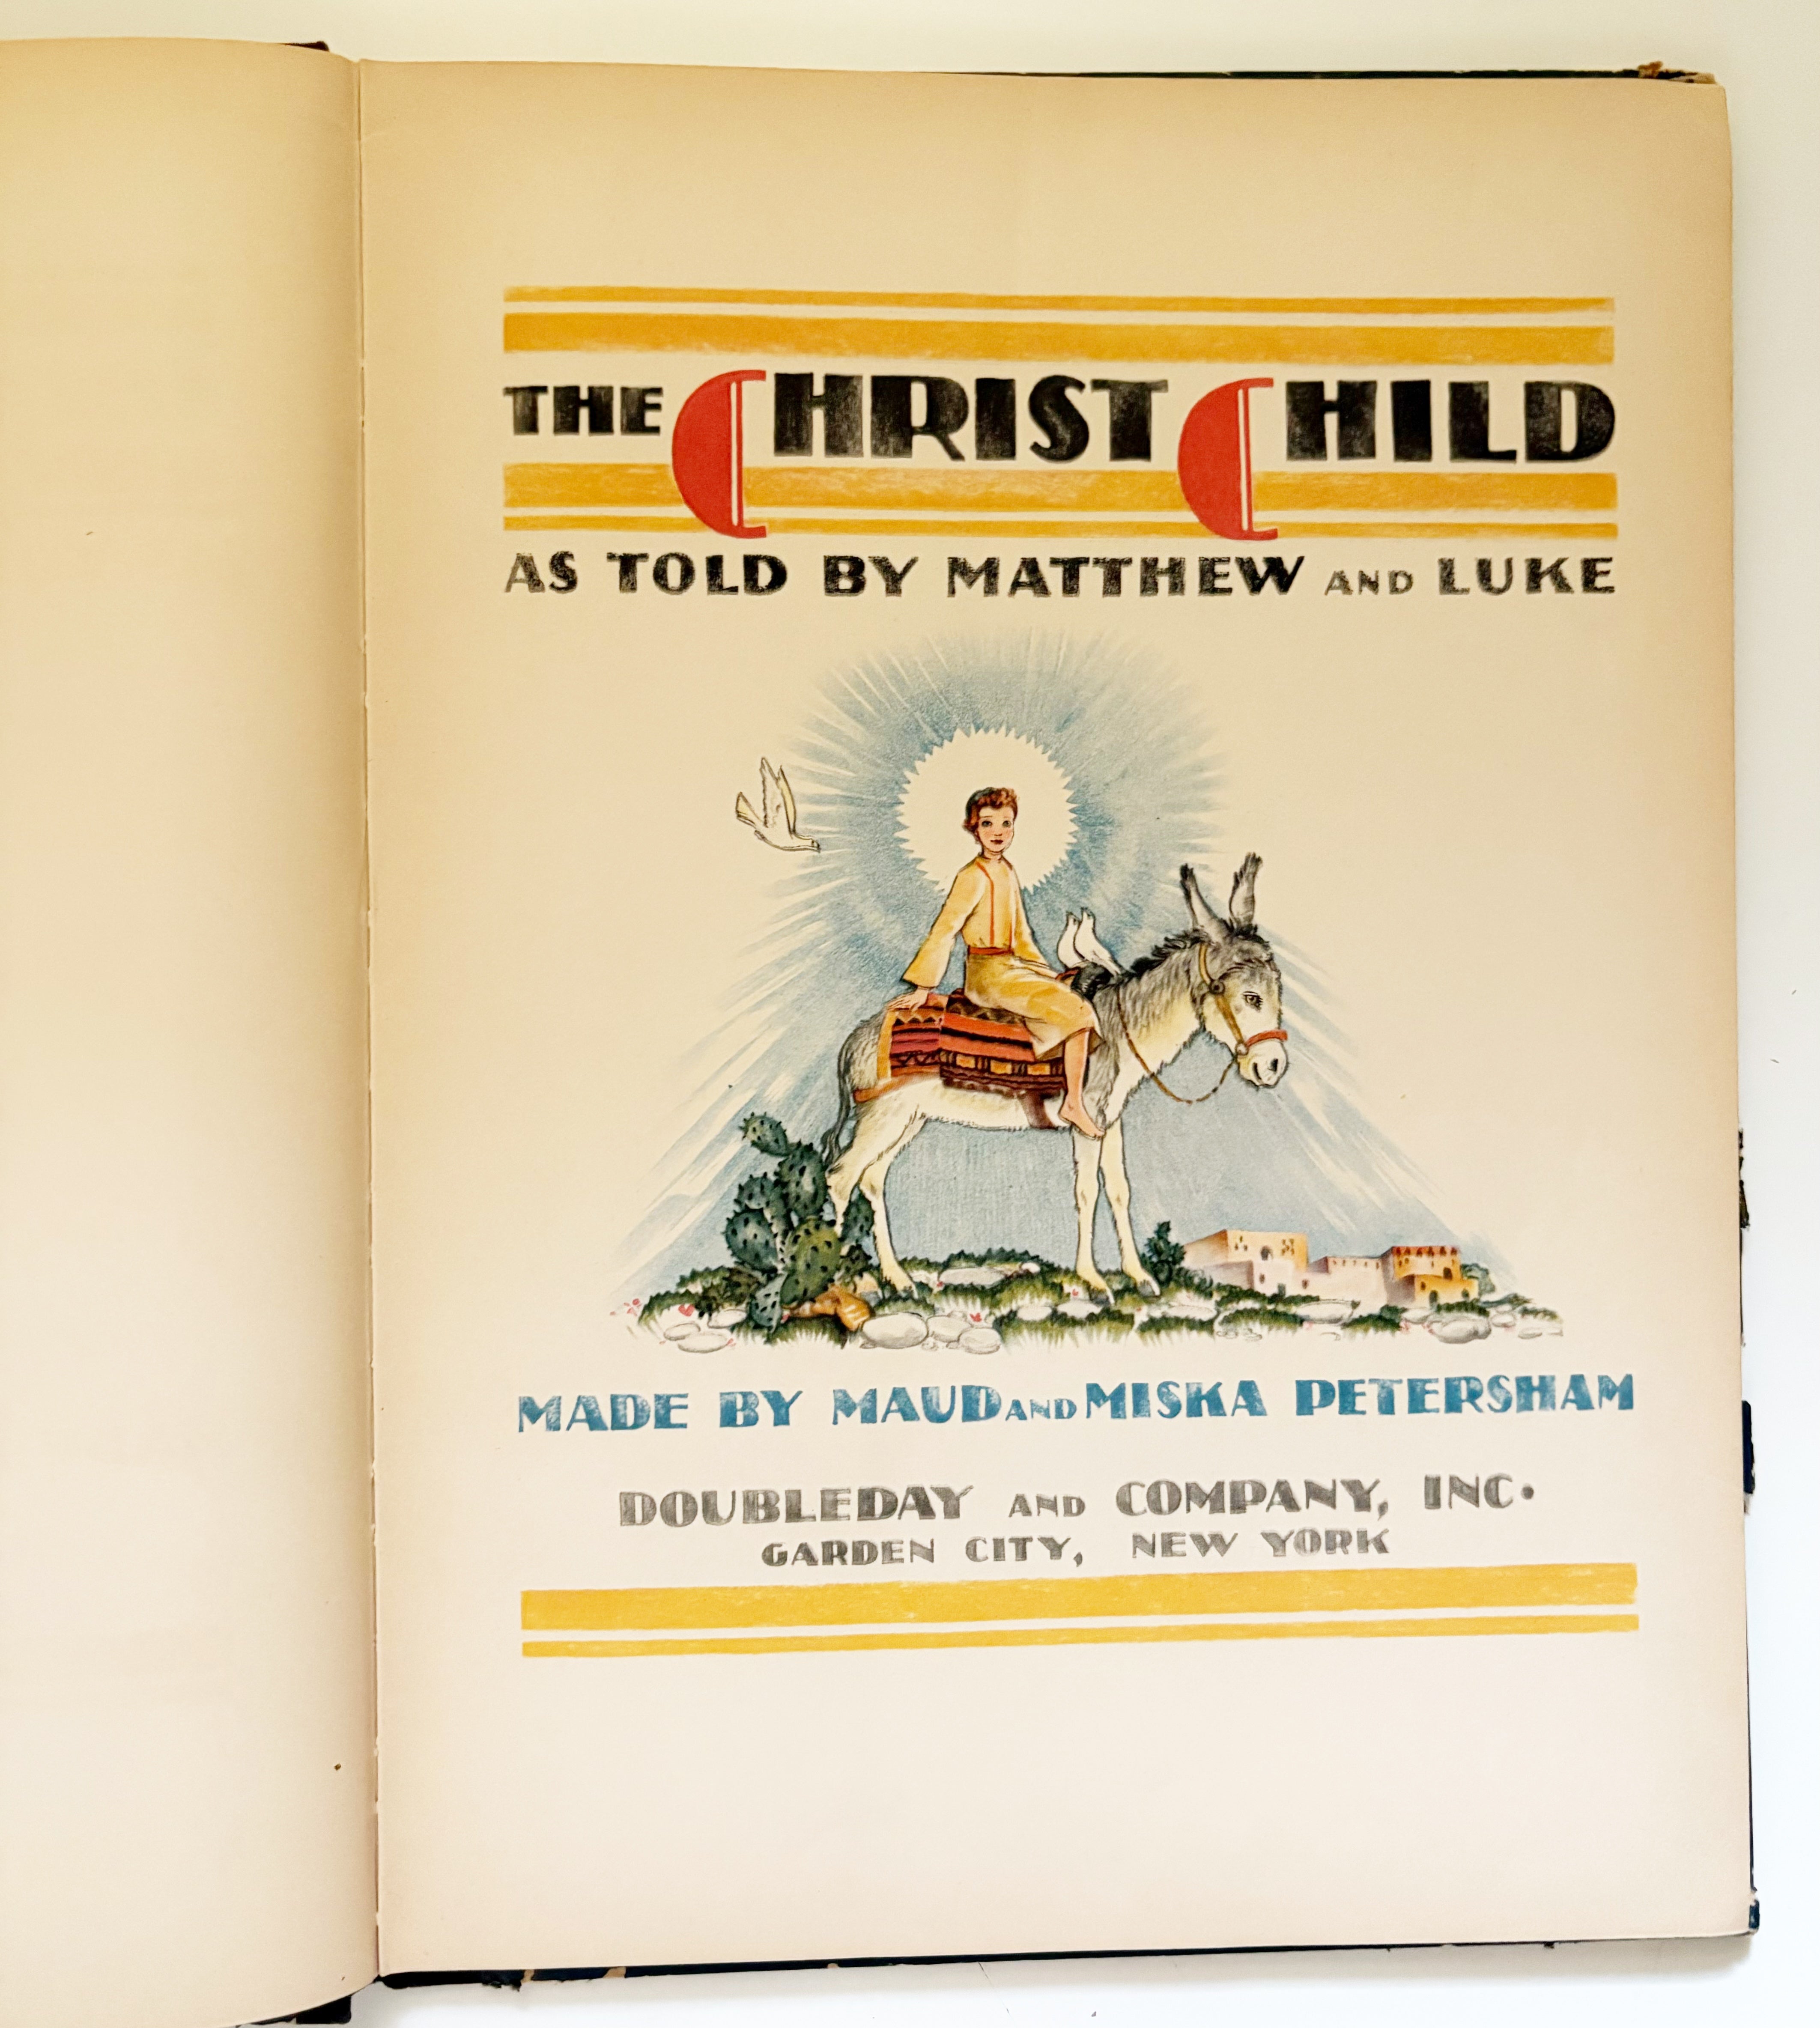 THE CHRIST CHILD
AS TOLD BY MATTHEW AND LUKE
MADE BY MAUD AND MISKA PETERSHAM
DOUBLEDAY AND COMPANY, INC.
GARDEN CITY, NEW YORK